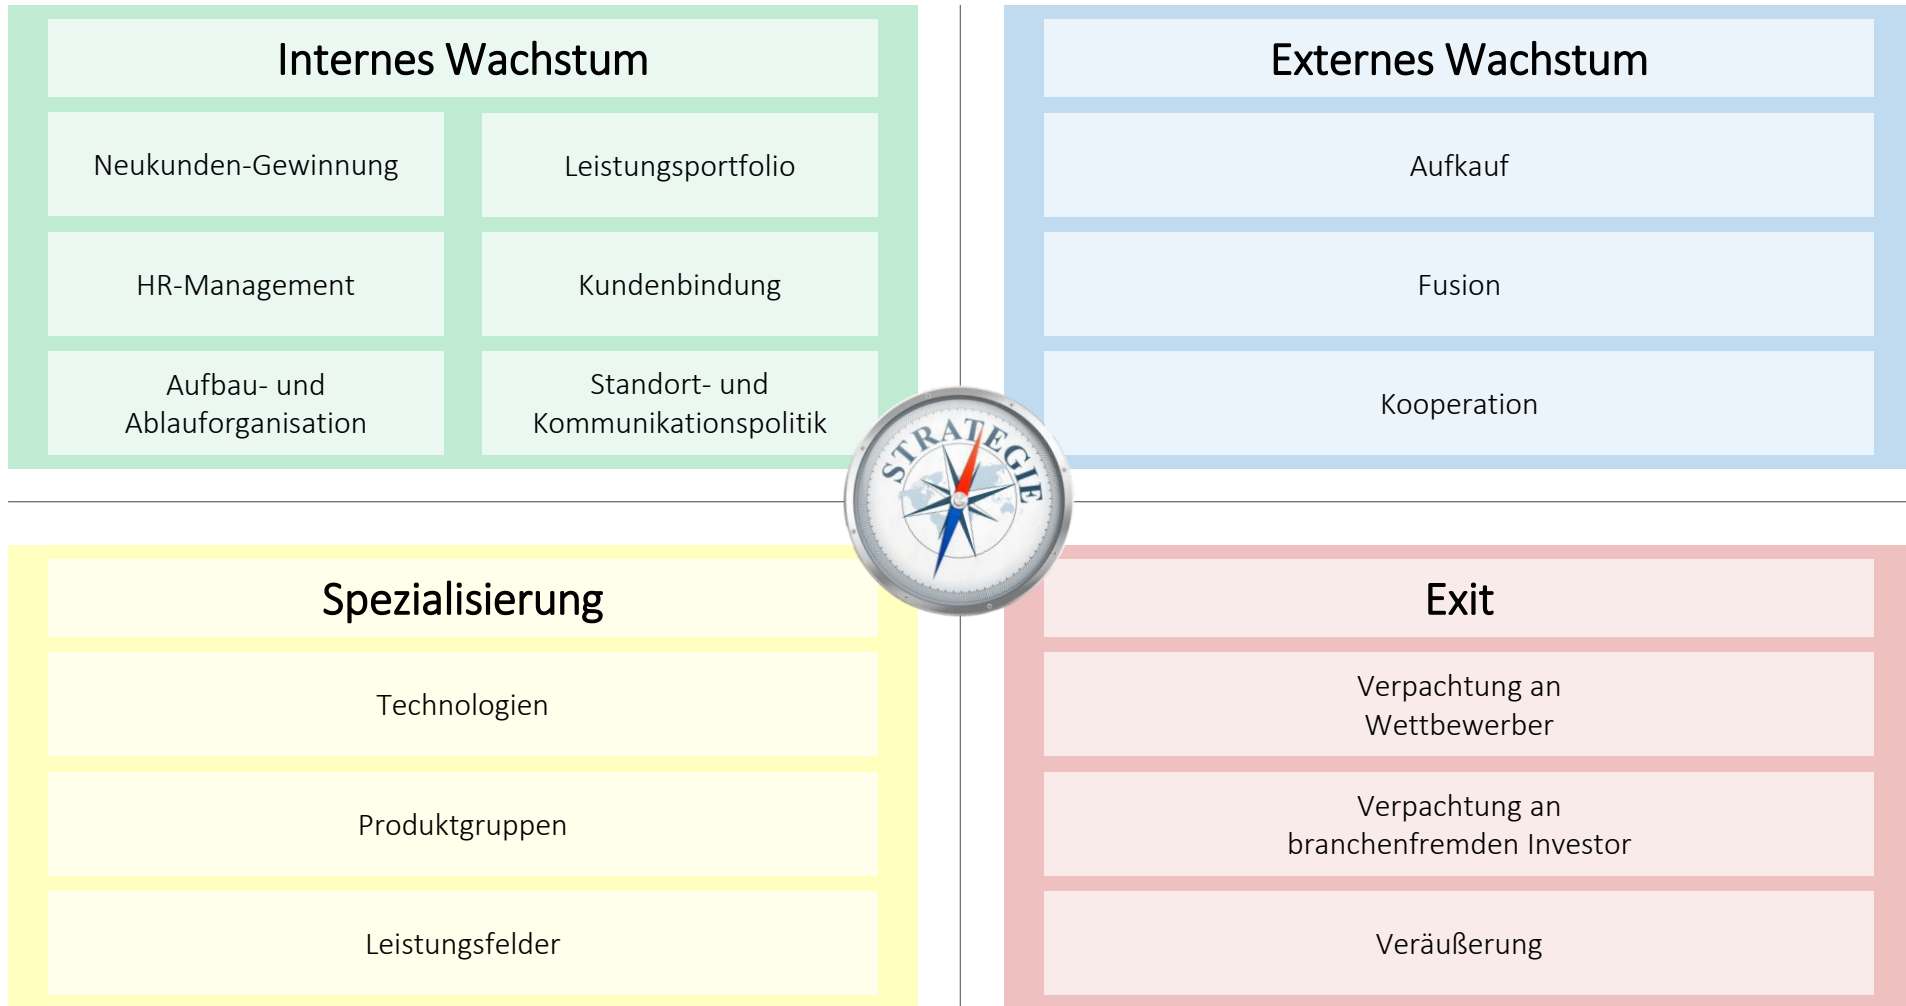 Internes Wachstum
Neukunden-Gewinnung
Leistungsportfolio
HR-Management
Kundenbindung
Aufbau- und
Ablauforganisation
Standort- und
Kommunikationspolitik
Externes Wachstum
Aufkauf
Fusion
Kooperation
STRATEGIE
Spezialisierung
Technologien
Produktgruppen
Leistungsfelder
Exit
Verpachtung an
Wettbewerber
Verpachtung an
branchenfremden Investor
Veräußerung